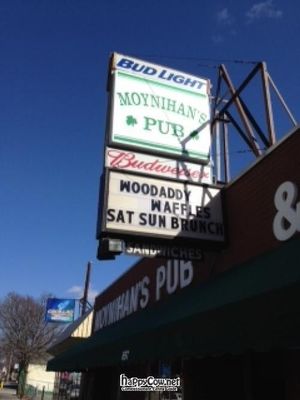 BUD LIGHT
MOYNIHAN'S
PUB
Budweiser
WOODADDY
WAFFLES
SAT SUN BRUNCH
SANDWICHES
&
MOYNIHAN'S PUB
happyCow.net